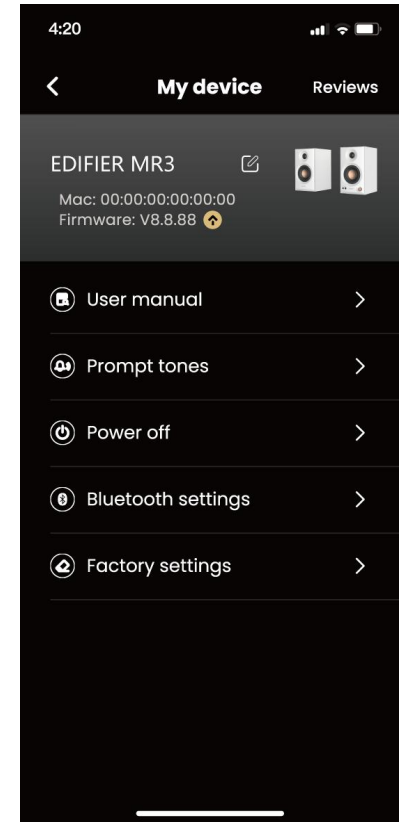 4:20
My device
Reviews
EDIFIER MR3
Mac: 00:00:00:00:00:00
Firmware: V8.8.88
User manual
Prompt tones
Power off
Bluetooth settings
Factory settings